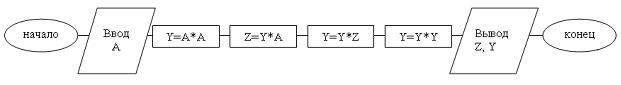 начало
Ввод
A
Y=A*A
Z=Y*A
Y=Y*Z
Y=Y*Y
Вывод
Z, Y
конец